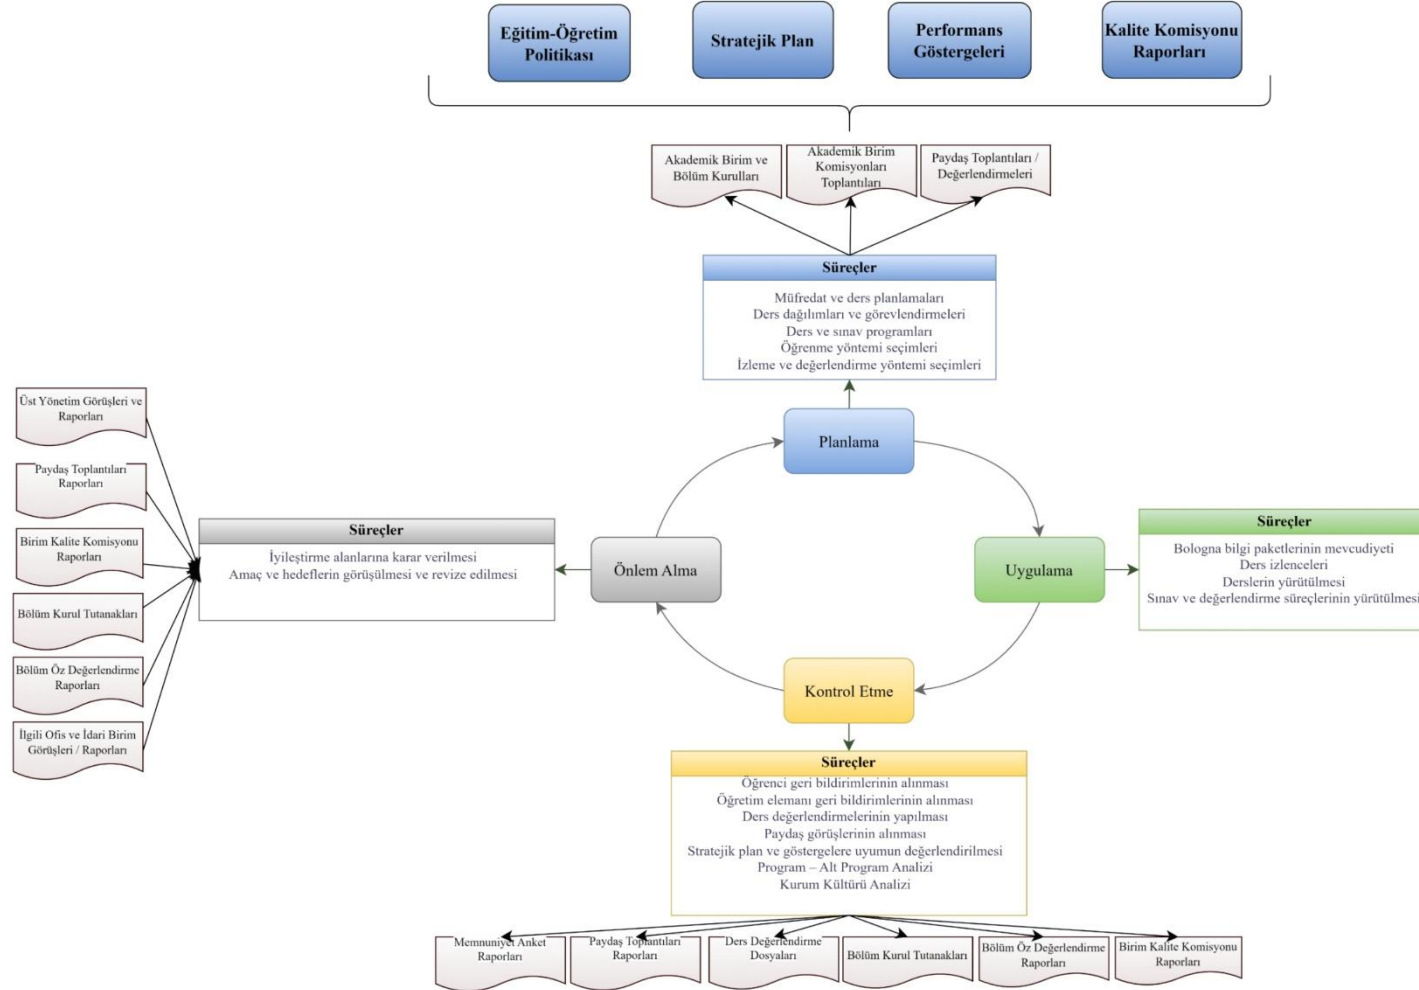 Eğitim-Öğretim
Politikası
Stratejik Plan
Performans
Göstergeleri
Kalite Komisyonu
Raporları
Akademik Birim ve
Bölüm Kurulları
Akademik Birim
Komisyonları
Toplantıları
Paydaş Toplantıları /
Değerlendirmeleri
Süreçler
Müfredat ve ders planlamaları
Ders dağılımları ve görevlendirmeleri
Ders ve sınav programları
Öğrenme yöntemi seçimleri
İzleme ve değerlendirme yöntemi seçimleri
Planlama
Üst Yönetim Görüşleri ve
Raporları
Paydaş Toplantıları
Raporları
Birim Kalite Komisyonu
Raporları
Bölüm Kurul Tutanakları
Bölüm Öz Değerlendirme
Raporları
İlgili Ofis ve İdari Birim
Görüşleri / Raporları
Süreçler
İyileştirme alanlarına karar verilmesi
Amaç ve hedeflerin görüşülmesi ve revize edilmesi
Önlem Alma
Uygulama
Süreçler
Bologna bilgi paketlerinin mevcudiyeti
Ders izlenceleri
Derslerin yürütülmesi
Sınav ve değerlendirme süreçlerinin yürütülmesi
Kontrol Etme
Süreçler
Öğrenci geri bildirimlerinin alınması
Öğretim elemanı geri bildirimlerinin alınması
Ders değerlendirmelerinin yapılması
Paydaş görüşlerinin alınması
Stratejik plan ve göstergelere uyumun değerlendirilmesi
Program – Alt Program Analizi
Kurum Kültürü Analizi
Memnuniyet Anket
Raporları
Paydaş Toplantıları
Raporları
Ders Değerlendirme
Dosyaları
Bölüm Kurul Tutanakları
Bölüm Öz Değerlendirme
Raporları
Birim Kalite Komisyonu
Raporları